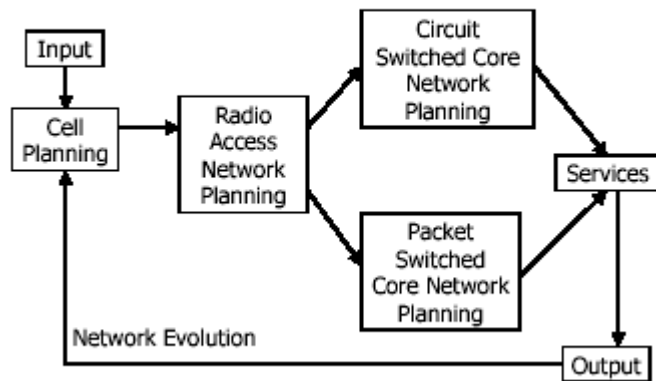 Input
Cell
Planning
Radio
Access
Network
Planning
Circuit
Switched Core
Network
Planning
Packet
Switched
Core Network
Planning
Services
Network Evolution
Output